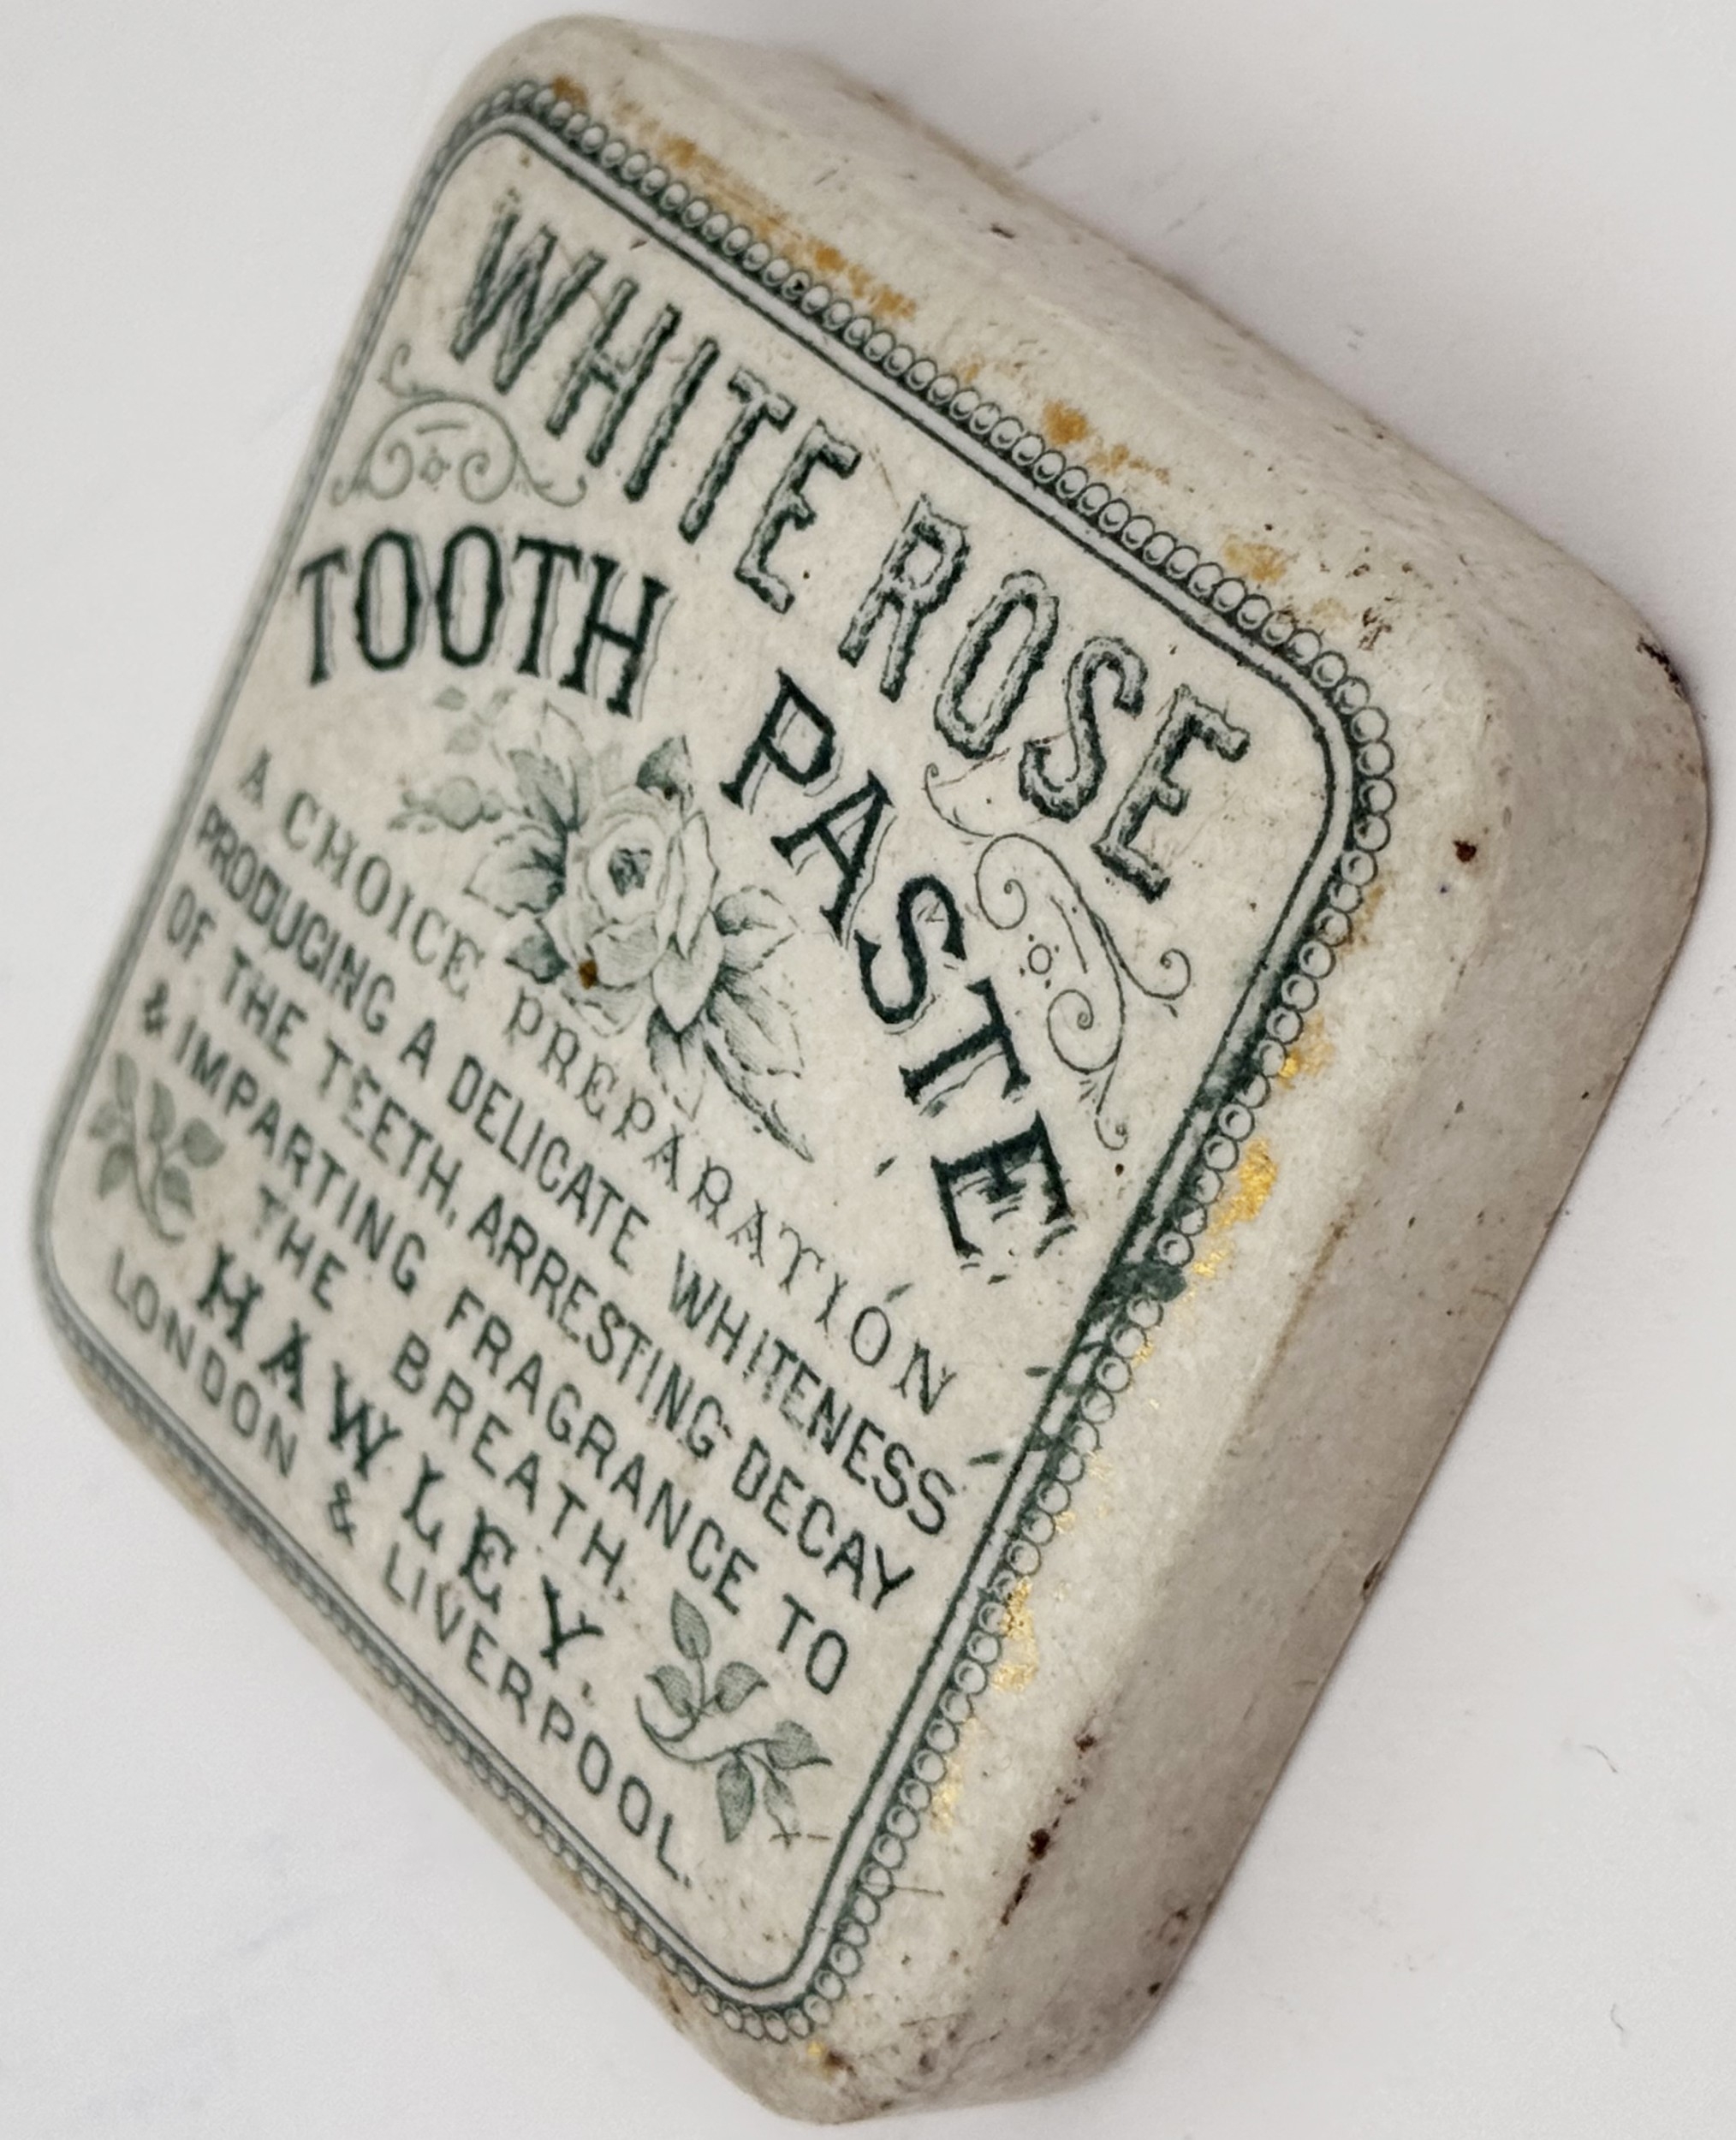 WHITE ROSE
TOOTH PASTE
A CHOICE PREPARATION
PRODUCING A DELICATE WHITENESS
OF THE TEETH, ARRESTING DECAY
& IMPARTING FRAGRANCE TO
THE BREATH.
HAWLEY.
LONDON & LIVERPOOL.